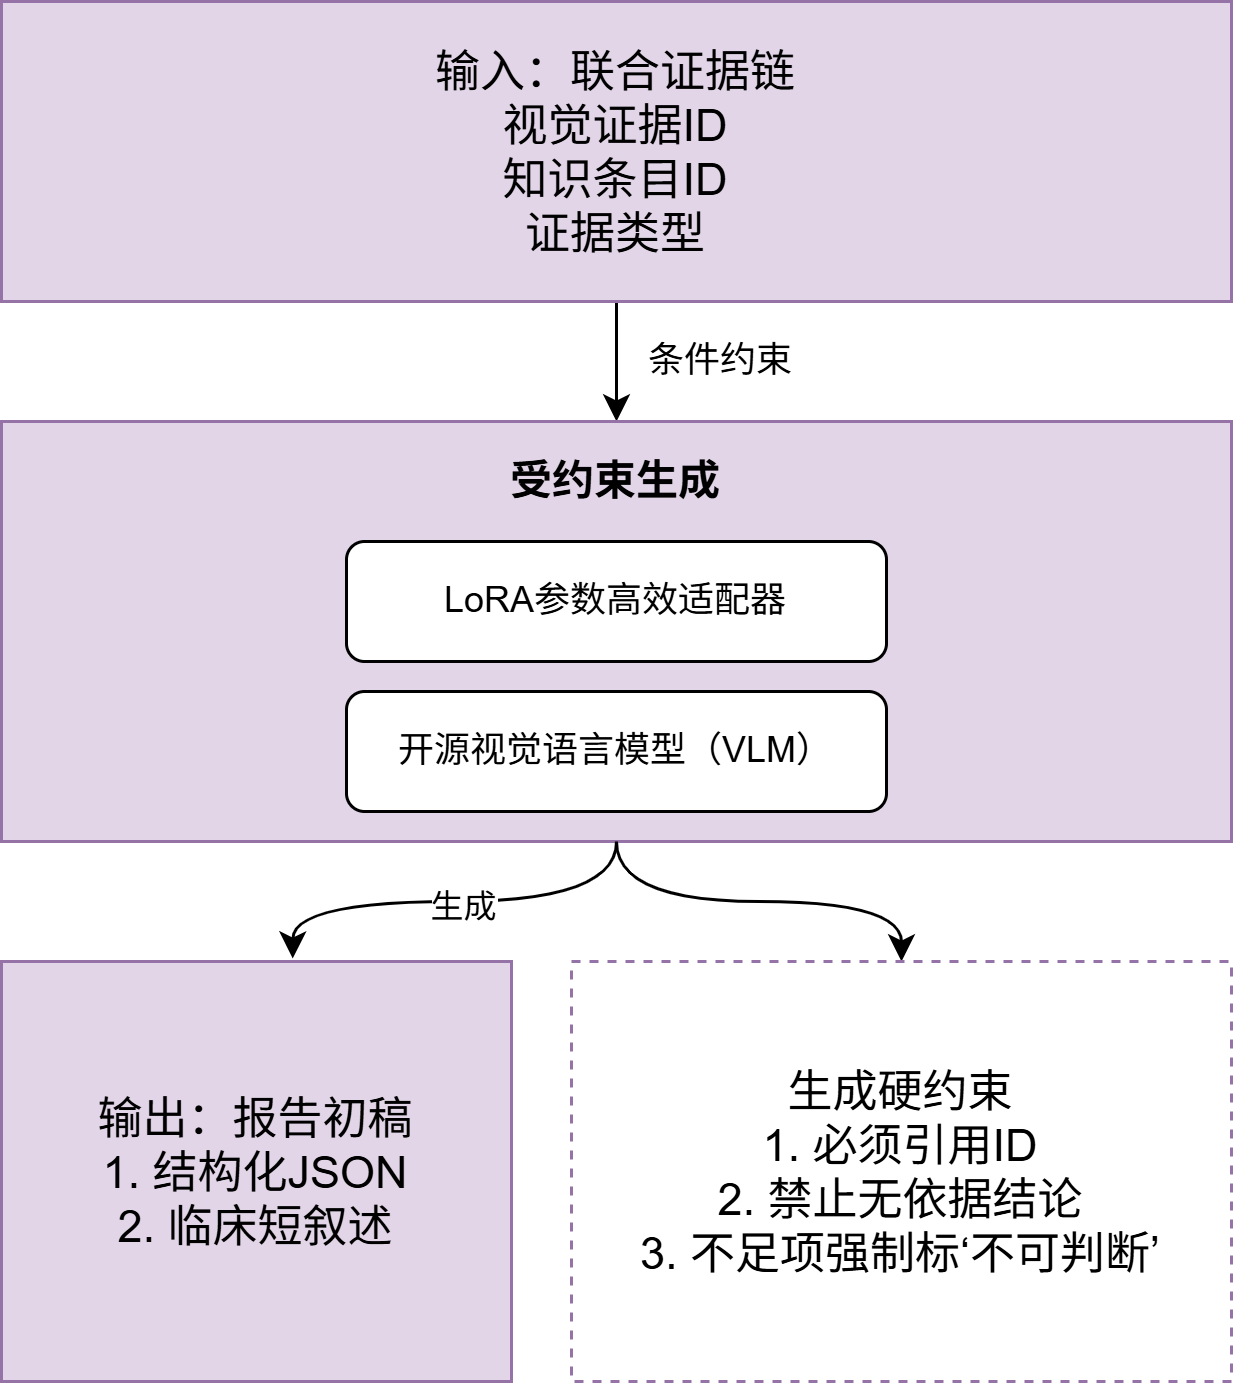 输入：联合证据链
视觉证据ID
知识条目ID
证据类型
条件约束
受约束生成
LoRA参数高效适配器
开源视觉语言模型（VLM）
生成
输出：报告初稿
1. 结构化JSON
2. 临床短叙述
生成硬约束
1. 必须引用ID
2. 禁止无依据结论
3. 不足项强制标‘不可判断’